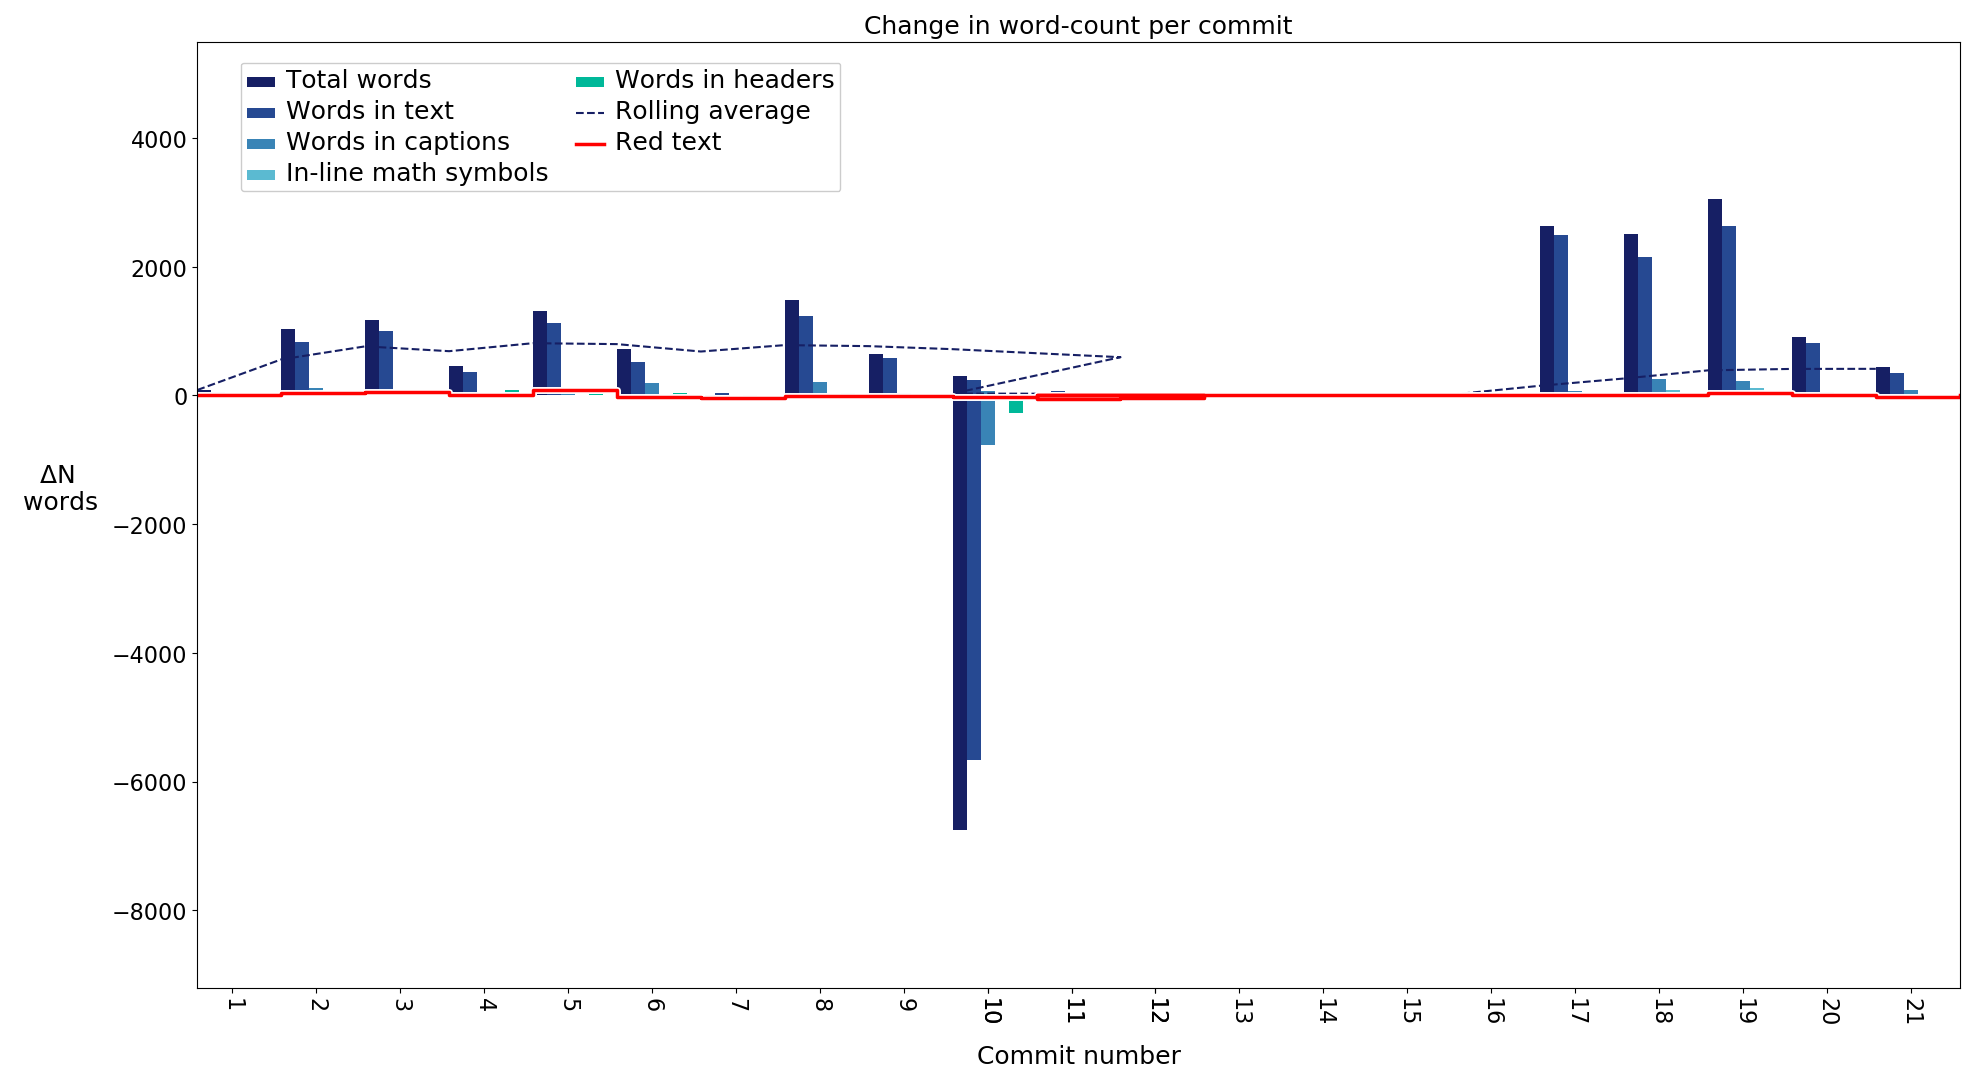 Change in word-count per commit
Total words
Words in text
Words in captions
In-line math symbols
Words in headers
Rolling average
Red text
4000
2000
0
−2000
−4000
−6000
−8000
ΔN
words
1
2
3
4
5
6
7
8
9
10
11
12
13
14
15
16
17
18
19
20
21
Commit number